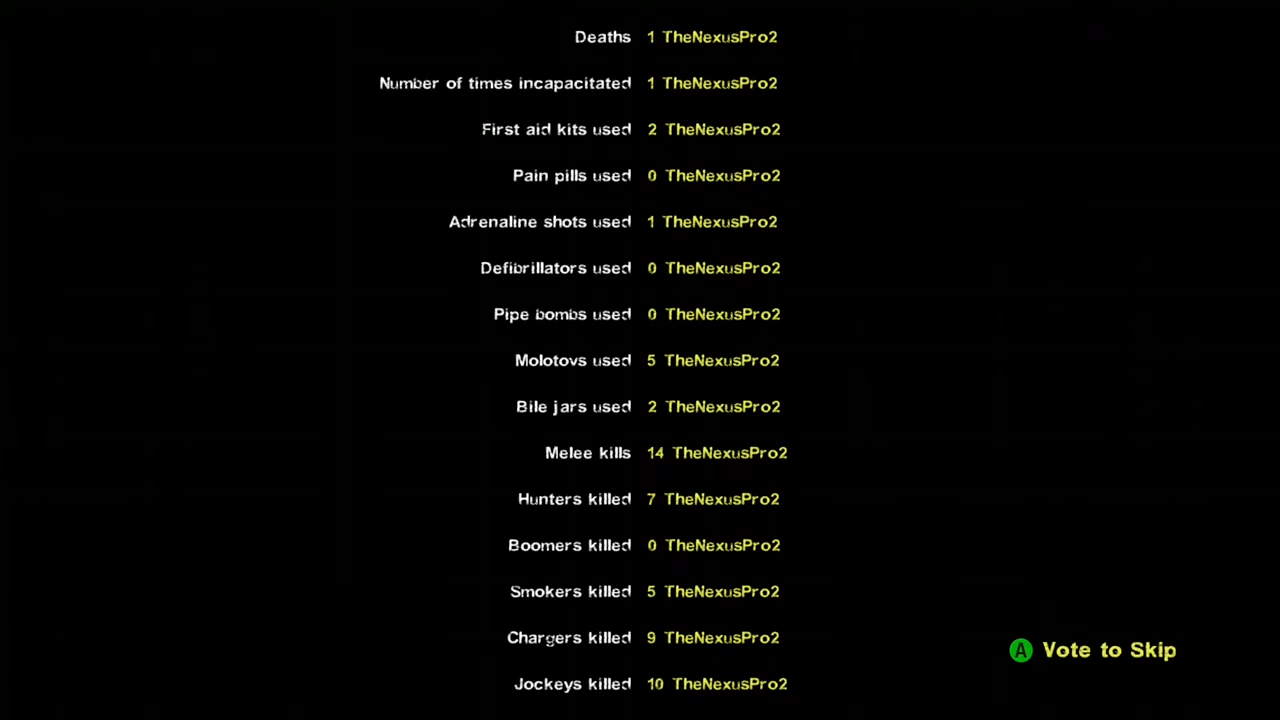 Deaths 1 TheNexusPro2
Number of times incapacitated 1 TheNexusPro2
First aid kits used 2 TheNexusPro2
Pain pills used 0 TheNexusPro2
Adrenaline shots used 1 TheNexusPro2
Defibrillators used 0 TheNexusPro2
Pipe bombs used 0 TheNexusPro2
Molotovs used 5 TheNexusPro2
Bile jars used 2 TheNexusPro2
Melee kills 14 TheNexusPro2
Hunters killed 7 TheNexusPro2
Boomers killed 0 TheNexusPro2
Smokers killed 5 TheNexusPro2
Chargers killed 9 TheNexusPro2
A Vote to Skip
Jockeys killed 10 TheNexusPro2